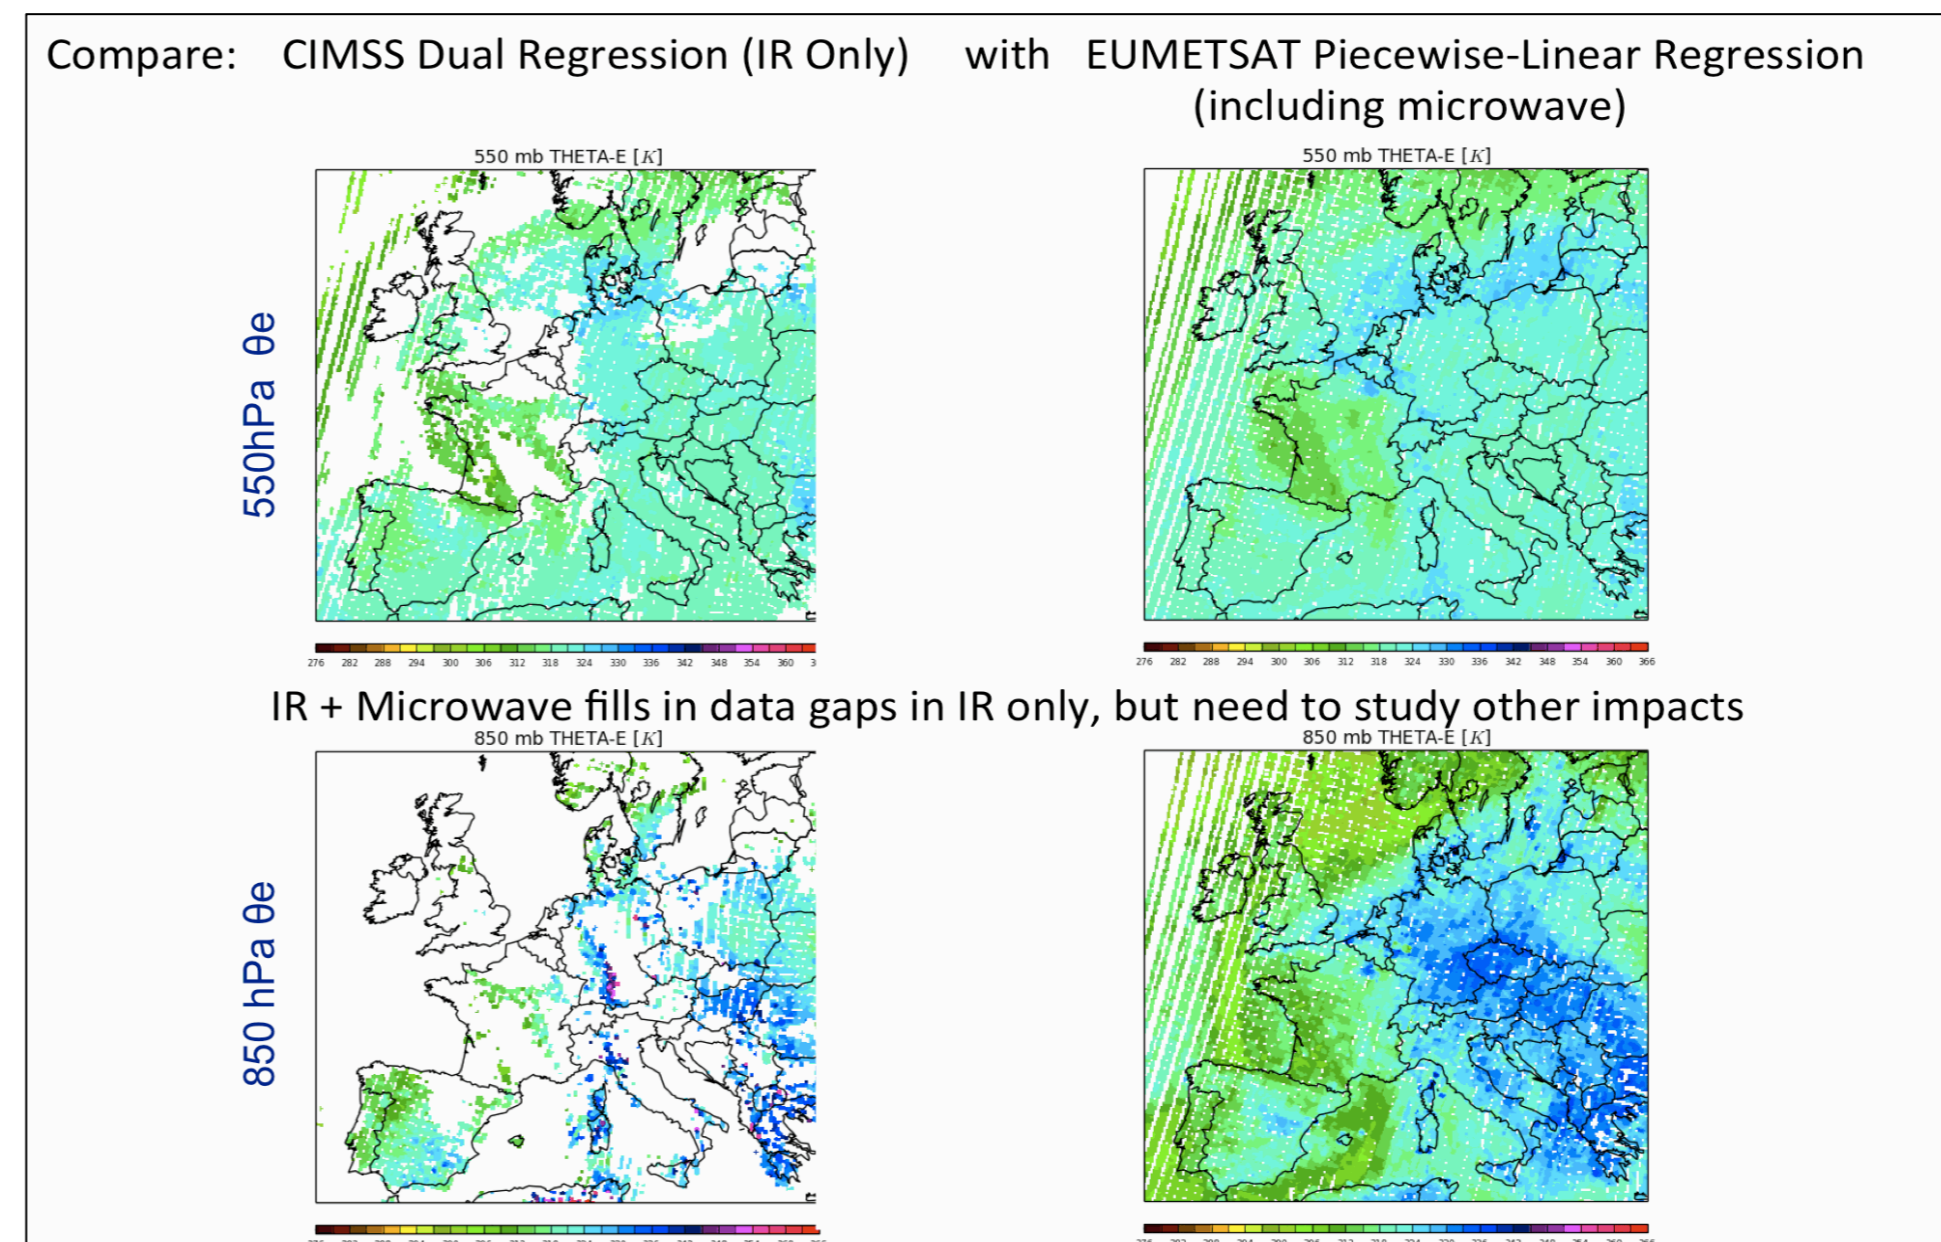 Compare: CIMSS Dual Regression (IR Only) with EUMETSAT Piecewise-Linear Regression
(including microwave)
550 mb THETA-E [K]
550 mb THETA-E [K]
550hPa θe
276 282 288 294 300 306 312 318 324 330 336 342 348 354 360 3
276 282 288 294 300 306 312 318 324 330 336 342 348 354 360 366
IR + Microwave fills in data gaps in IR only, but need to study other impacts
850 mb THETA-E [K]
850 mb THETA-E [K]
850 hPa θe